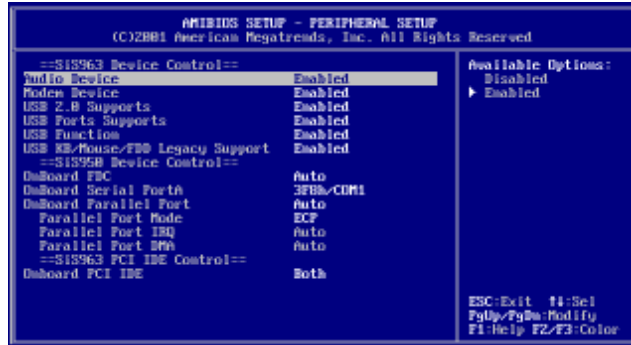 AMIBIOS SETUP - PERIPHERAL SETUP
(C)2001 American Megatrends, Inc. All Rights Reserved
==SiS963 Device Control==
Audio Device Enabled
Modem Device Enabled
USB 2.0 Supports Enabled
USB Ports Supports Enabled
USB Function Enabled
USB KB/Mouse/FDD Legacy Support Enabled
==SiS950 Device Control==
OnBoard FDC Auto
OnBoard Serial PortA 3F8h/COM1
OnBoard Parallel Port Auto
Parallel Port Mode ECP
Parallel Port IRQ Auto
Parallel Port DMA Auto
==SiS963 PCI IDE Control==
Onboard PCI IDE Both
Available Options:
Disabled
▶ Enabled
ESC:Exit ↑↓:Sel
PgUp/PgDn:Modify
F1:Help F2/F3:Color